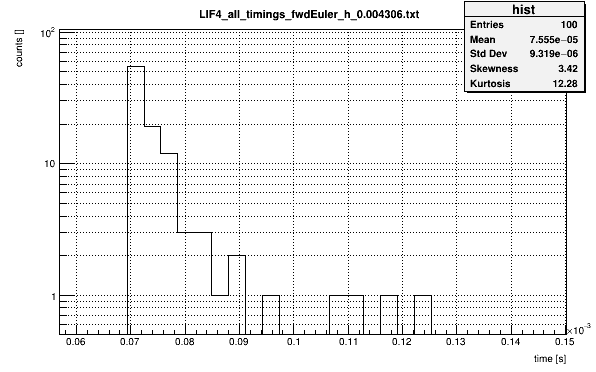 LIF4_all_timings_fwdEuler_h_0.004306.txt
hist
Entries 100
Mean 7.555e−05
Std Dev 9.319e−06
Skewness 3.42
Kurtosis 12.28
counts []
10²
10
1
0.06 0.07 0.08 0.09 0.1 0.11 0.12 0.13 0.14 0.15
×10⁻³
time [s]